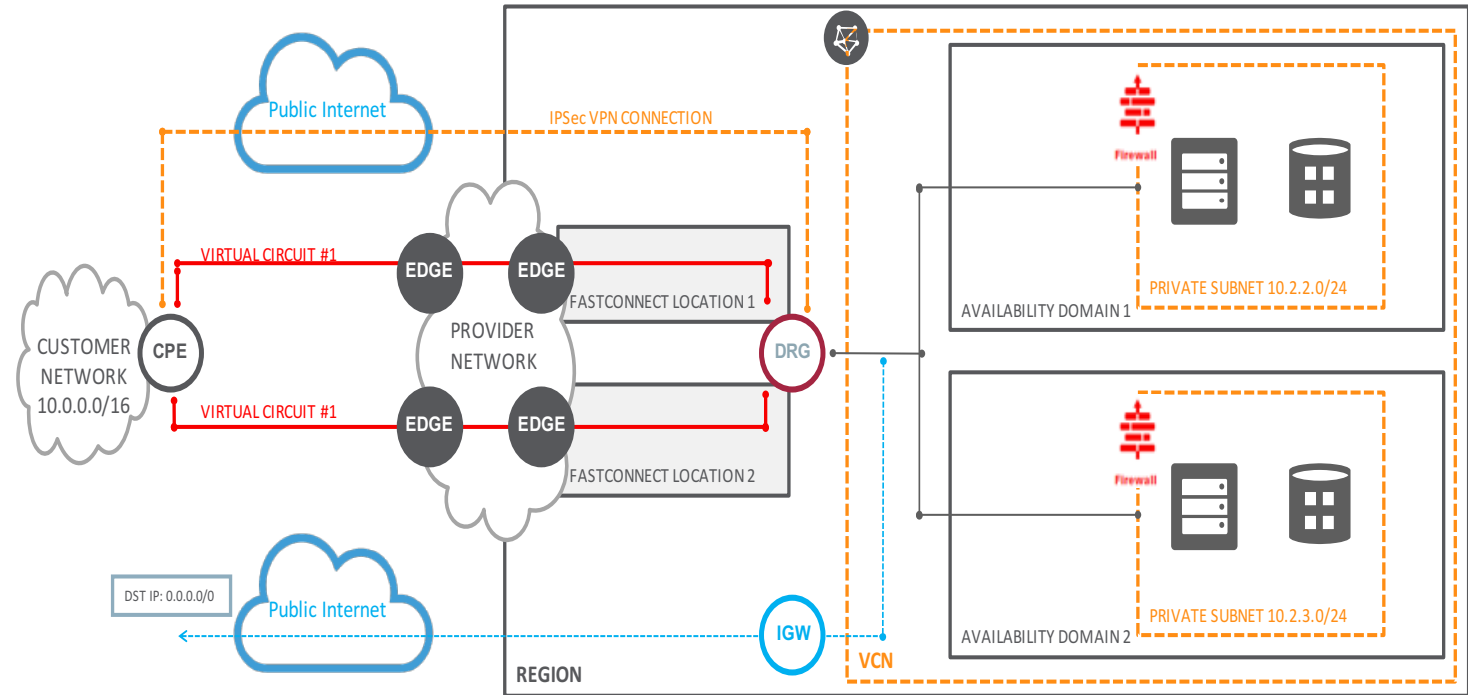 Public Internet
IPSec VPN CONNECTION
Firewall
PRIVATE SUBNET 10.2.2.0/24
AVAILABILITY DOMAIN 1
VIRTUAL CIRCUIT #1
EDGE
EDGE
FASTCONNECT LOCATION 1
CUSTOMER
NETWORK
10.0.0.0/16
CPE
PROVIDER
NETWORK
DRG
VIRTUAL CIRCUIT #1
EDGE
EDGE
FASTCONNECT LOCATION 2
Firewall
PRIVATE SUBNET 10.2.3.0/24
AVAILABILITY DOMAIN 2
DST IP: 0.0.0.0/0
Public Internet
IGW
REGION
VCN